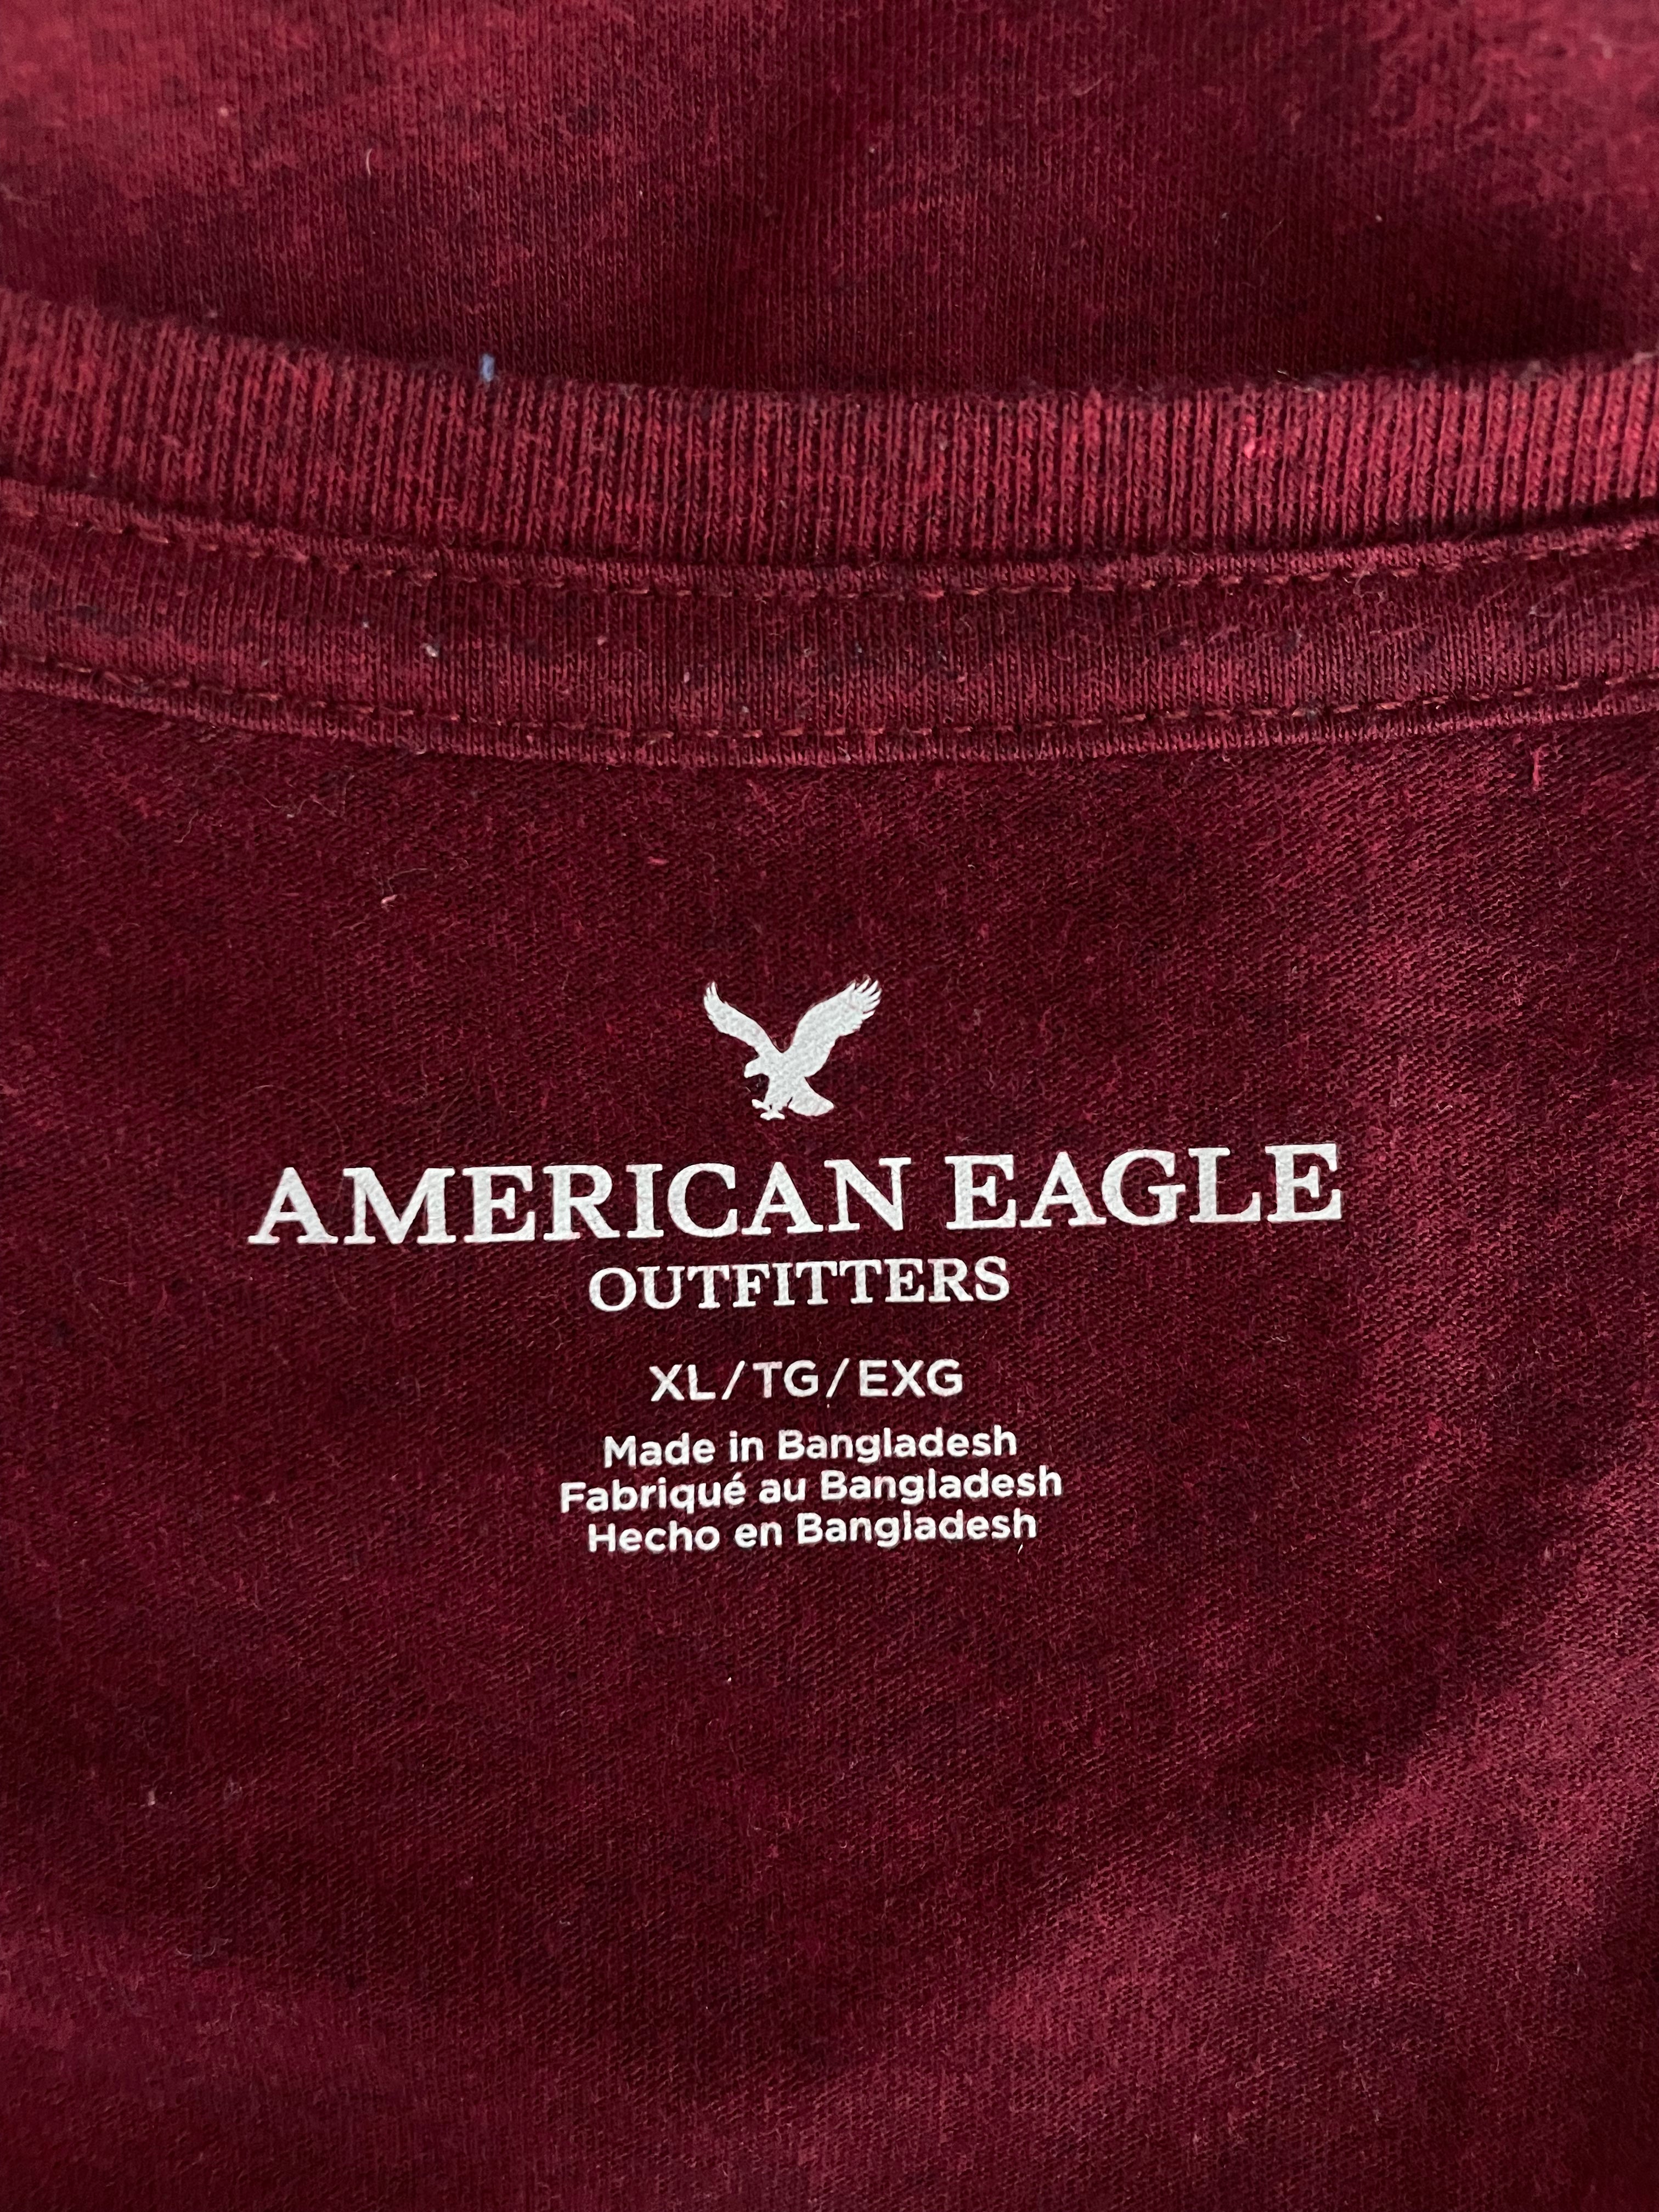 AMERICAN EAGLE
OUTFITTERS
XL/TG/EXG
Made in Bangladesh
Fabriqué au Bangladesh
Hecho en Bangladesh